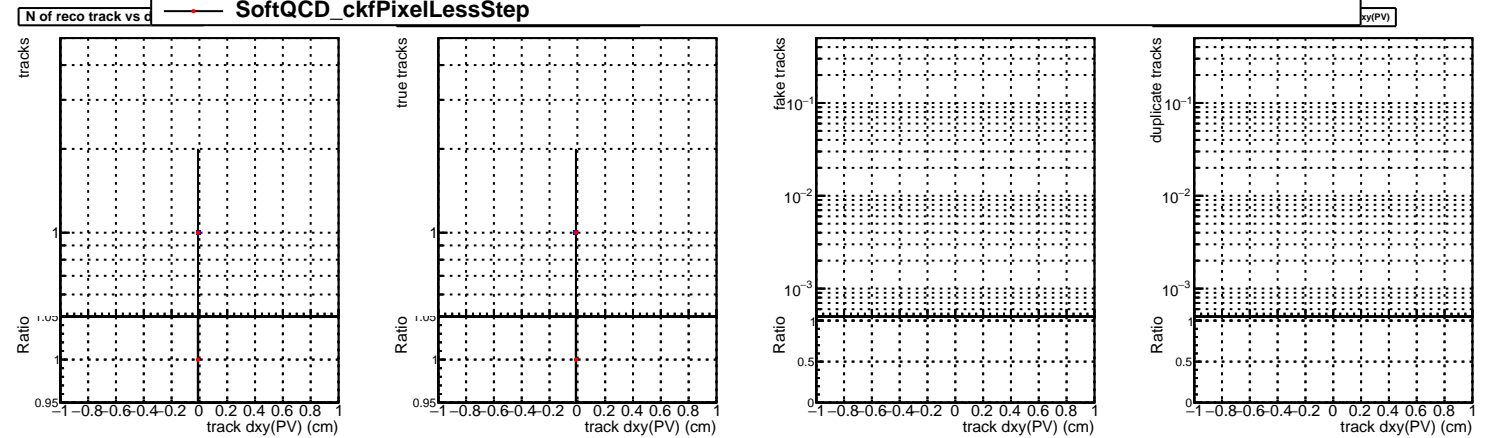 SoftQCD_ckfPixelLessStep
N of reco track vs d
xy(PV)
tracks
1
1.05
Ratio
1
0.95
−1 −0.8 −0.6 −0.4 −0.2 0 0.2 0.4 0.6 0.8 1
track dxy(PV) (cm)
true tracks
1
1.05
Ratio
1
0.95
−1 −0.8 −0.6 −0.4 −0.2 0 0.2 0.4 0.6 0.8 1
track dxy(PV) (cm)
fake tracks
10−1
10−2
10−3
Ratio
1
0.5
0
−1 −0.8 −0.6 −0.4 −0.2 0 0.2 0.4 0.6 0.8 1
track dxy(PV) (cm)
duplicate tracks
10−1
10−2
10−3
Ratio
1
0.5
0
−1 −0.8 −0.6 −0.4 −0.2 0 0.2 0.4 0.6 0.8 1
track dxy(PV) (cm)